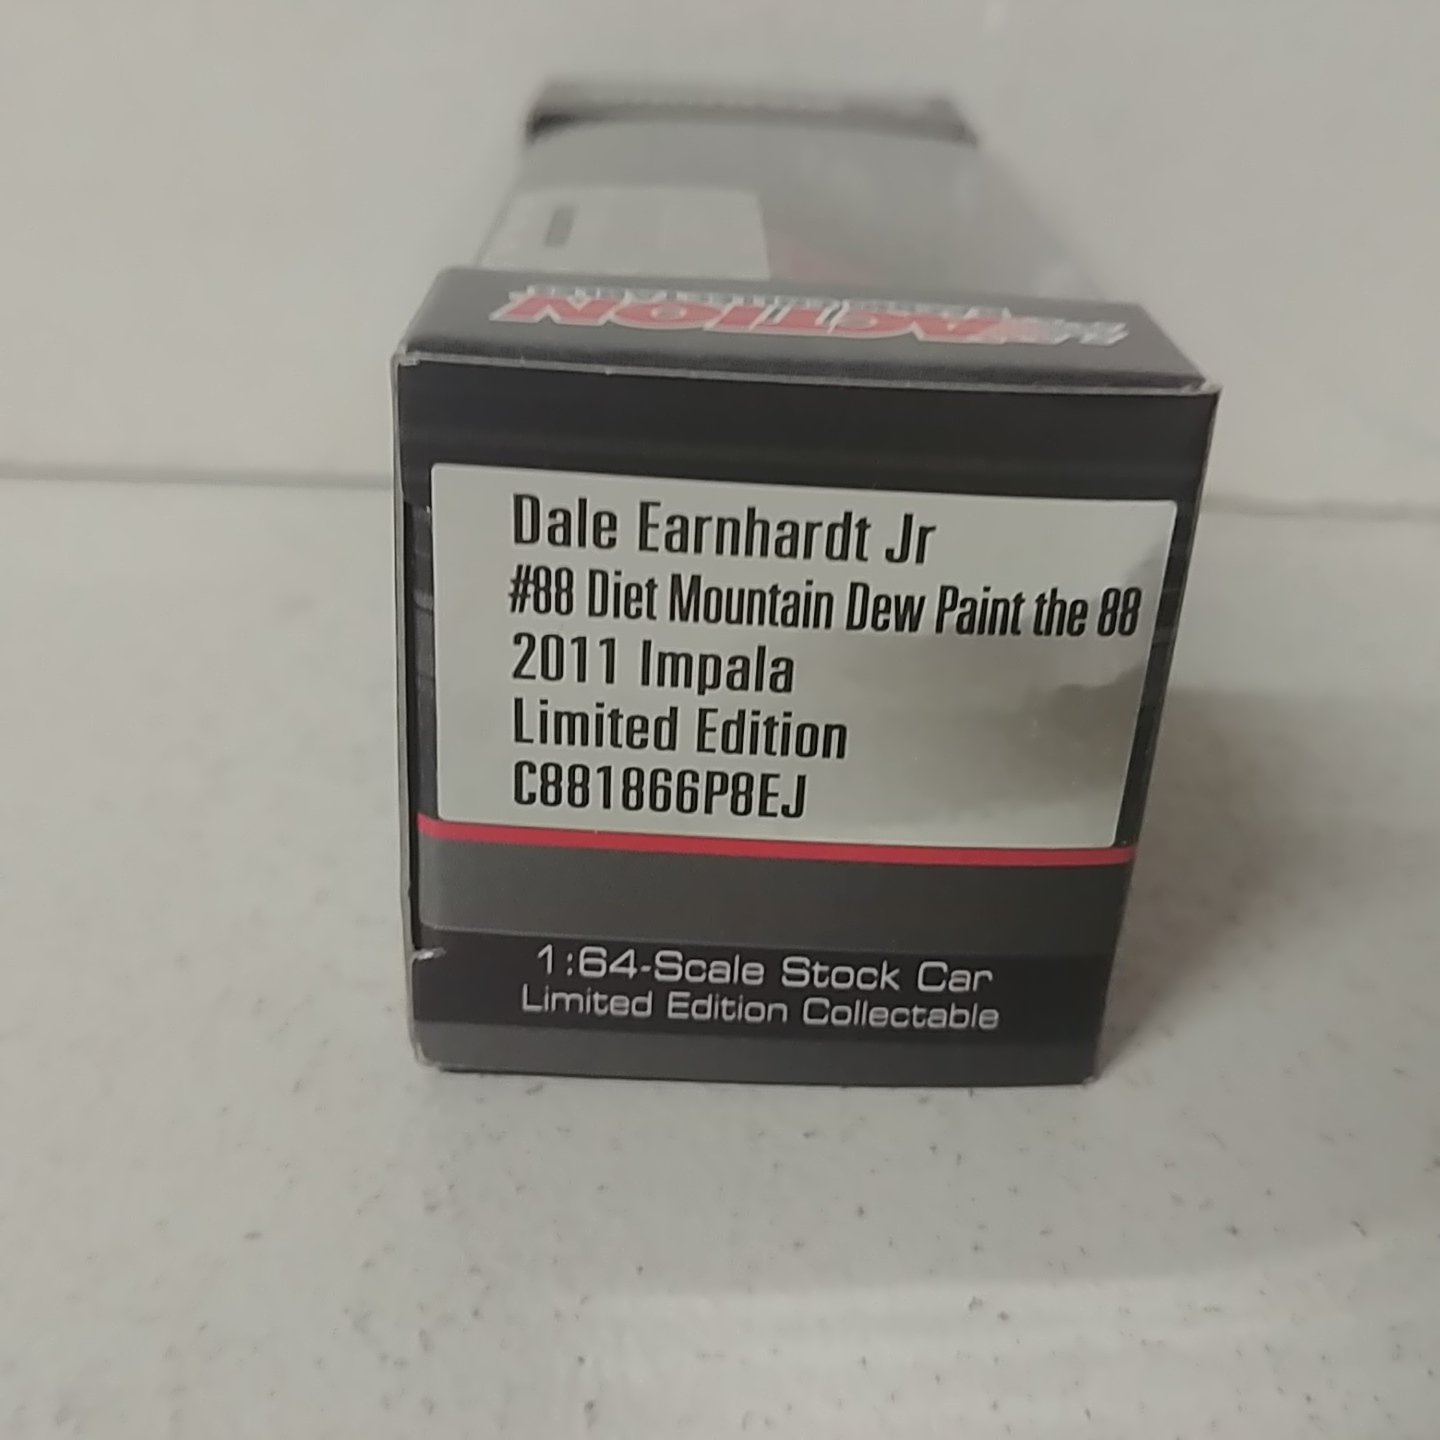 ACTION
Dale Earnhardt Jr
#88 Diet Mountain Dew Paint the 88
2011 Impala
Limited Edition
C881866P8EJ
1:64-Scale Stock Car
Limited Edition Collectable